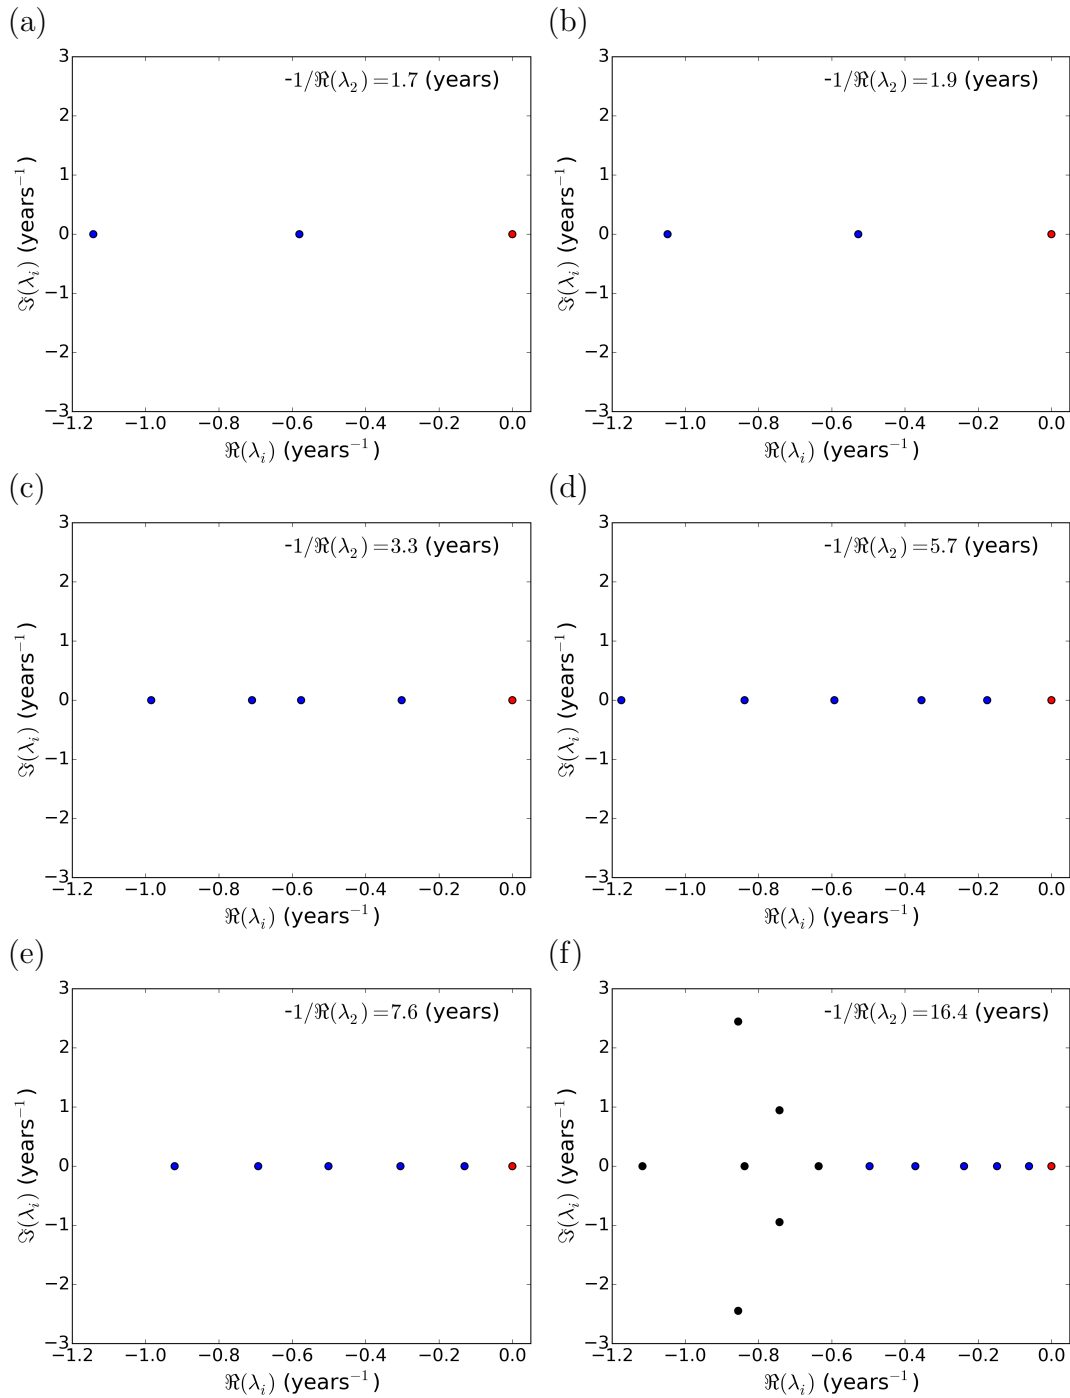 (a)
-1/ℜ(λ₂)=1.7 (years)
3
2
1
0
−1
−2
−3
ℑ(λᵢ) (years⁻¹)
−1.2 −1.0 −0.8 −0.6 −0.4 −0.2 0.0
ℜ(λᵢ) (years⁻¹)
(b)
-1/ℜ(λ₂)=1.9 (years)
3
2
1
0
−1
−2
−3
ℑ(λᵢ) (years⁻¹)
−1.2 −1.0 −0.8 −0.6 −0.4 −0.2 0.0
ℜ(λᵢ) (years⁻¹)
(c)
-1/ℜ(λ₂)=3.3 (years)
3
2
1
0
−1
−2
−3
ℑ(λᵢ) (years⁻¹)
−1.2 −1.0 −0.8 −0.6 −0.4 −0.2 0.0
ℜ(λᵢ) (years⁻¹)
(d)
-1/ℜ(λ₂)=5.7 (years)
3
2
1
0
−1
−2
−3
ℑ(λᵢ) (years⁻¹)
−1.2 −1.0 −0.8 −0.6 −0.4 −0.2 0.0
ℜ(λᵢ) (years⁻¹)
(e)
-1/ℜ(λ₂)=7.6 (years)
3
2
1
0
−1
−2
−3
ℑ(λᵢ) (years⁻¹)
−1.2 −1.0 −0.8 −0.6 −0.4 −0.2 0.0
ℜ(λᵢ) (years⁻¹)
(f)
-1/ℜ(λ₂)=16.4 (years)
3
2
1
0
−1
−2
−3
ℑ(λᵢ) (years⁻¹)
−1.2 −1.0 −0.8 −0.6 −0.4 −0.2 0.0
ℜ(λᵢ) (years⁻¹)